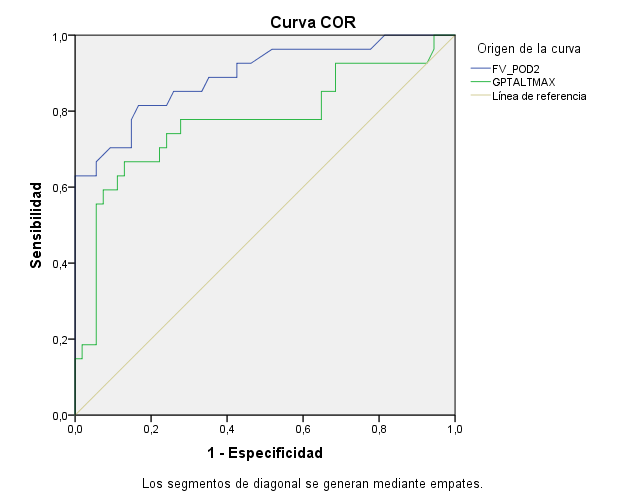 Curva COR
Origen de la curva
FV_POD2
GPTALTMAX
Línea de referencia
Sensibilidad
1,0
0,8
0,6
0,4
0,2
0,0
0,0 0,2 0,4 0,6 0,8 1,0
1 - Especificidad
Los segmentos de diagonal se generan mediante empates.